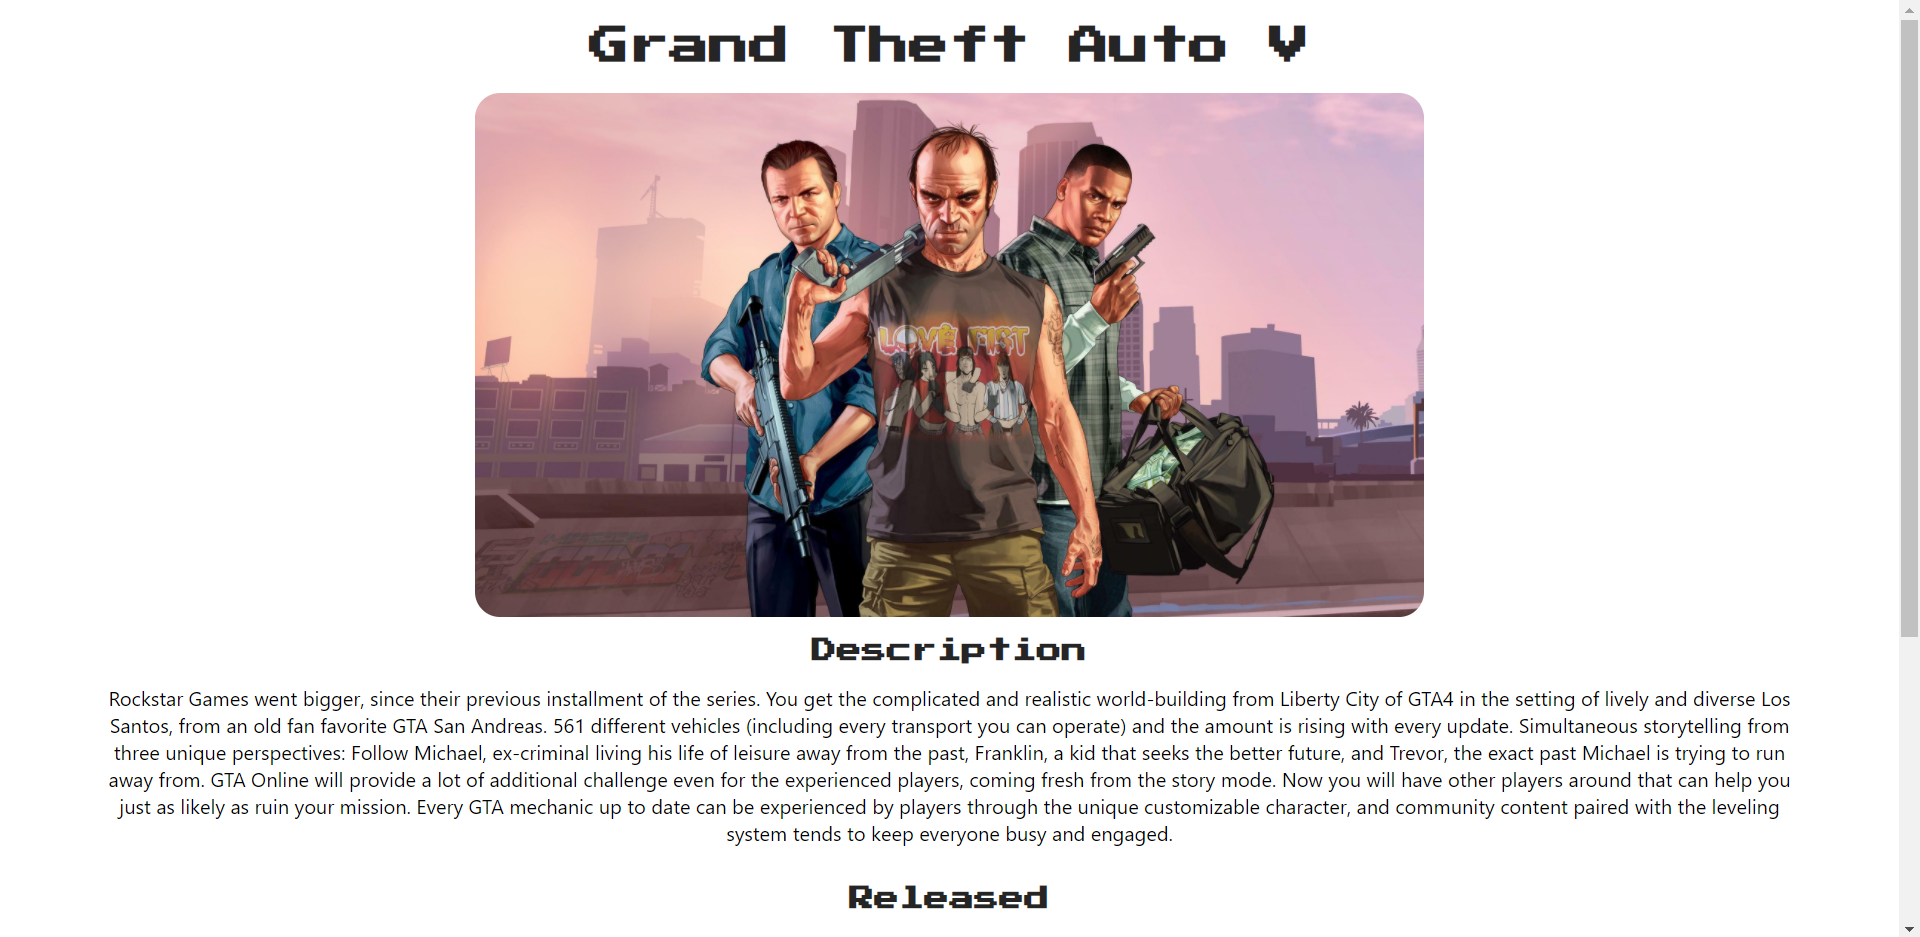 Grand Theft Auto V
LOVE FIST
Description
Rockstar Games went bigger, since their previous installment of the series. You get the complicated and realistic world-building from Liberty City of GTA4 in the setting of lively and diverse Los
Santos, from an old fan favorite GTA San Andreas. 561 different vehicles (including every transport you can operate) and the amount is rising with every update. Simultaneous storytelling from
three unique perspectives: Follow Michael, ex-criminal living his life of leisure away from the past, Franklin, a kid that seeks the better future, and Trevor, the exact past Michael is trying to run
away from. GTA Online will provide a lot of additional challenge even for the experienced players, coming fresh from the story mode. Now you will have other players around that can help you
just as likely as ruin your mission. Every GTA mechanic up to date can be experienced by players through the unique customizable character, and community content paired with the leveling
system tends to keep everyone busy and engaged.
Released